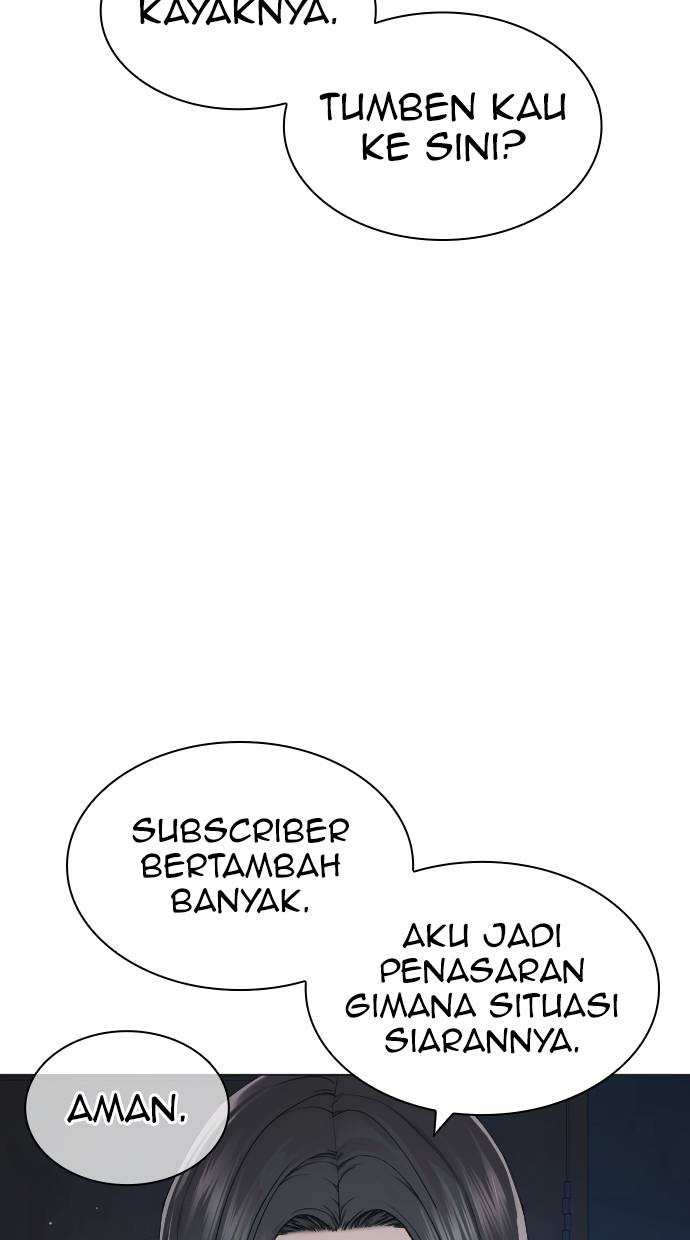 KAYAKNYA.
TUMBEN KAU
KE SINI?
SUBSCRIBER
BERTAMBAH
BANYAK.
AKU JADI
PENASARAN
GIMANA SITUASI
SIARANNYA.
AMAN.